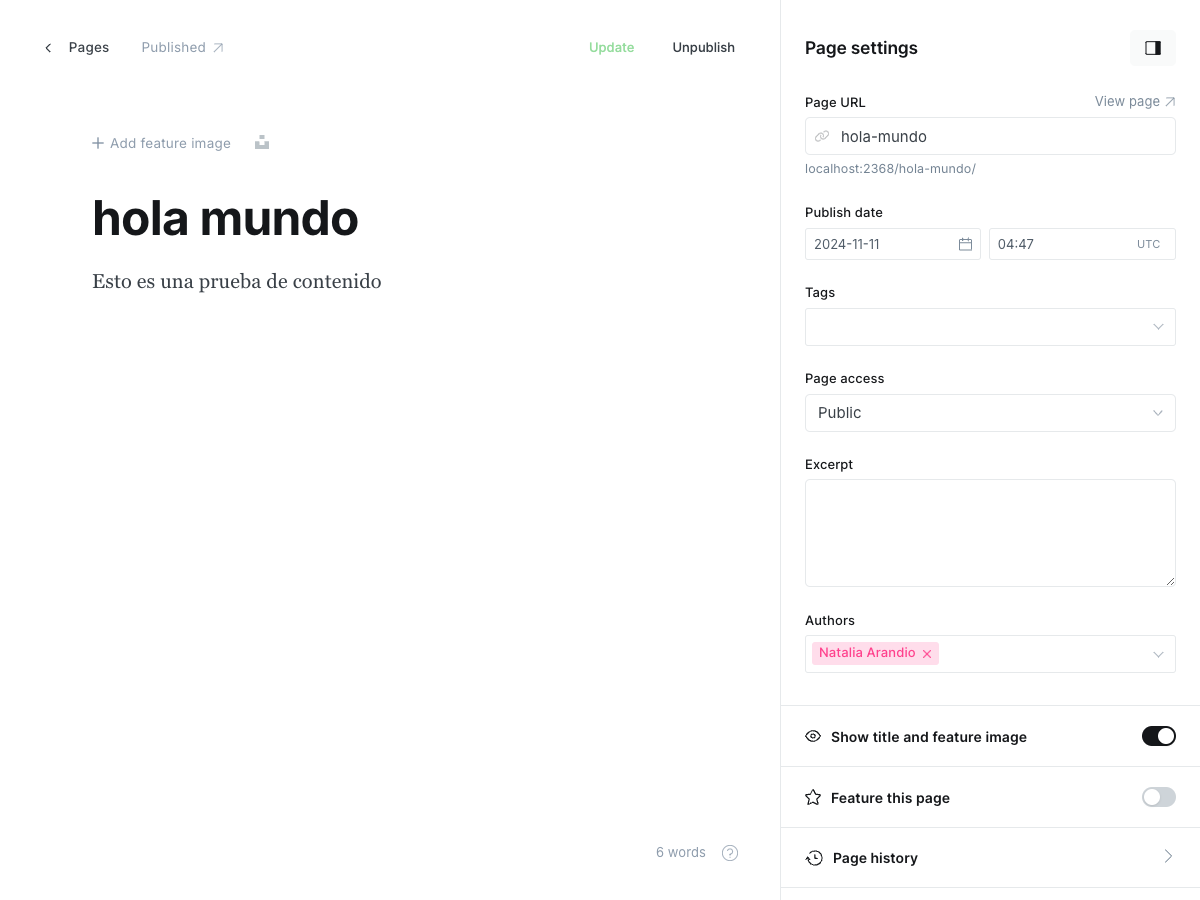 Pages
Published
Update
Unpublish
Add feature image
hola mundo
Esto es una prueba de contenido
6 words
?
Page settings
Page URL
View page
hola-mundo
localhost:2368/hola-mundo/
Publish date
2024-11-11
04:47
UTC
Tags
Page access
Public
Excerpt
Authors
Natalia Arandio
Show title and feature image
Feature this page
Page history